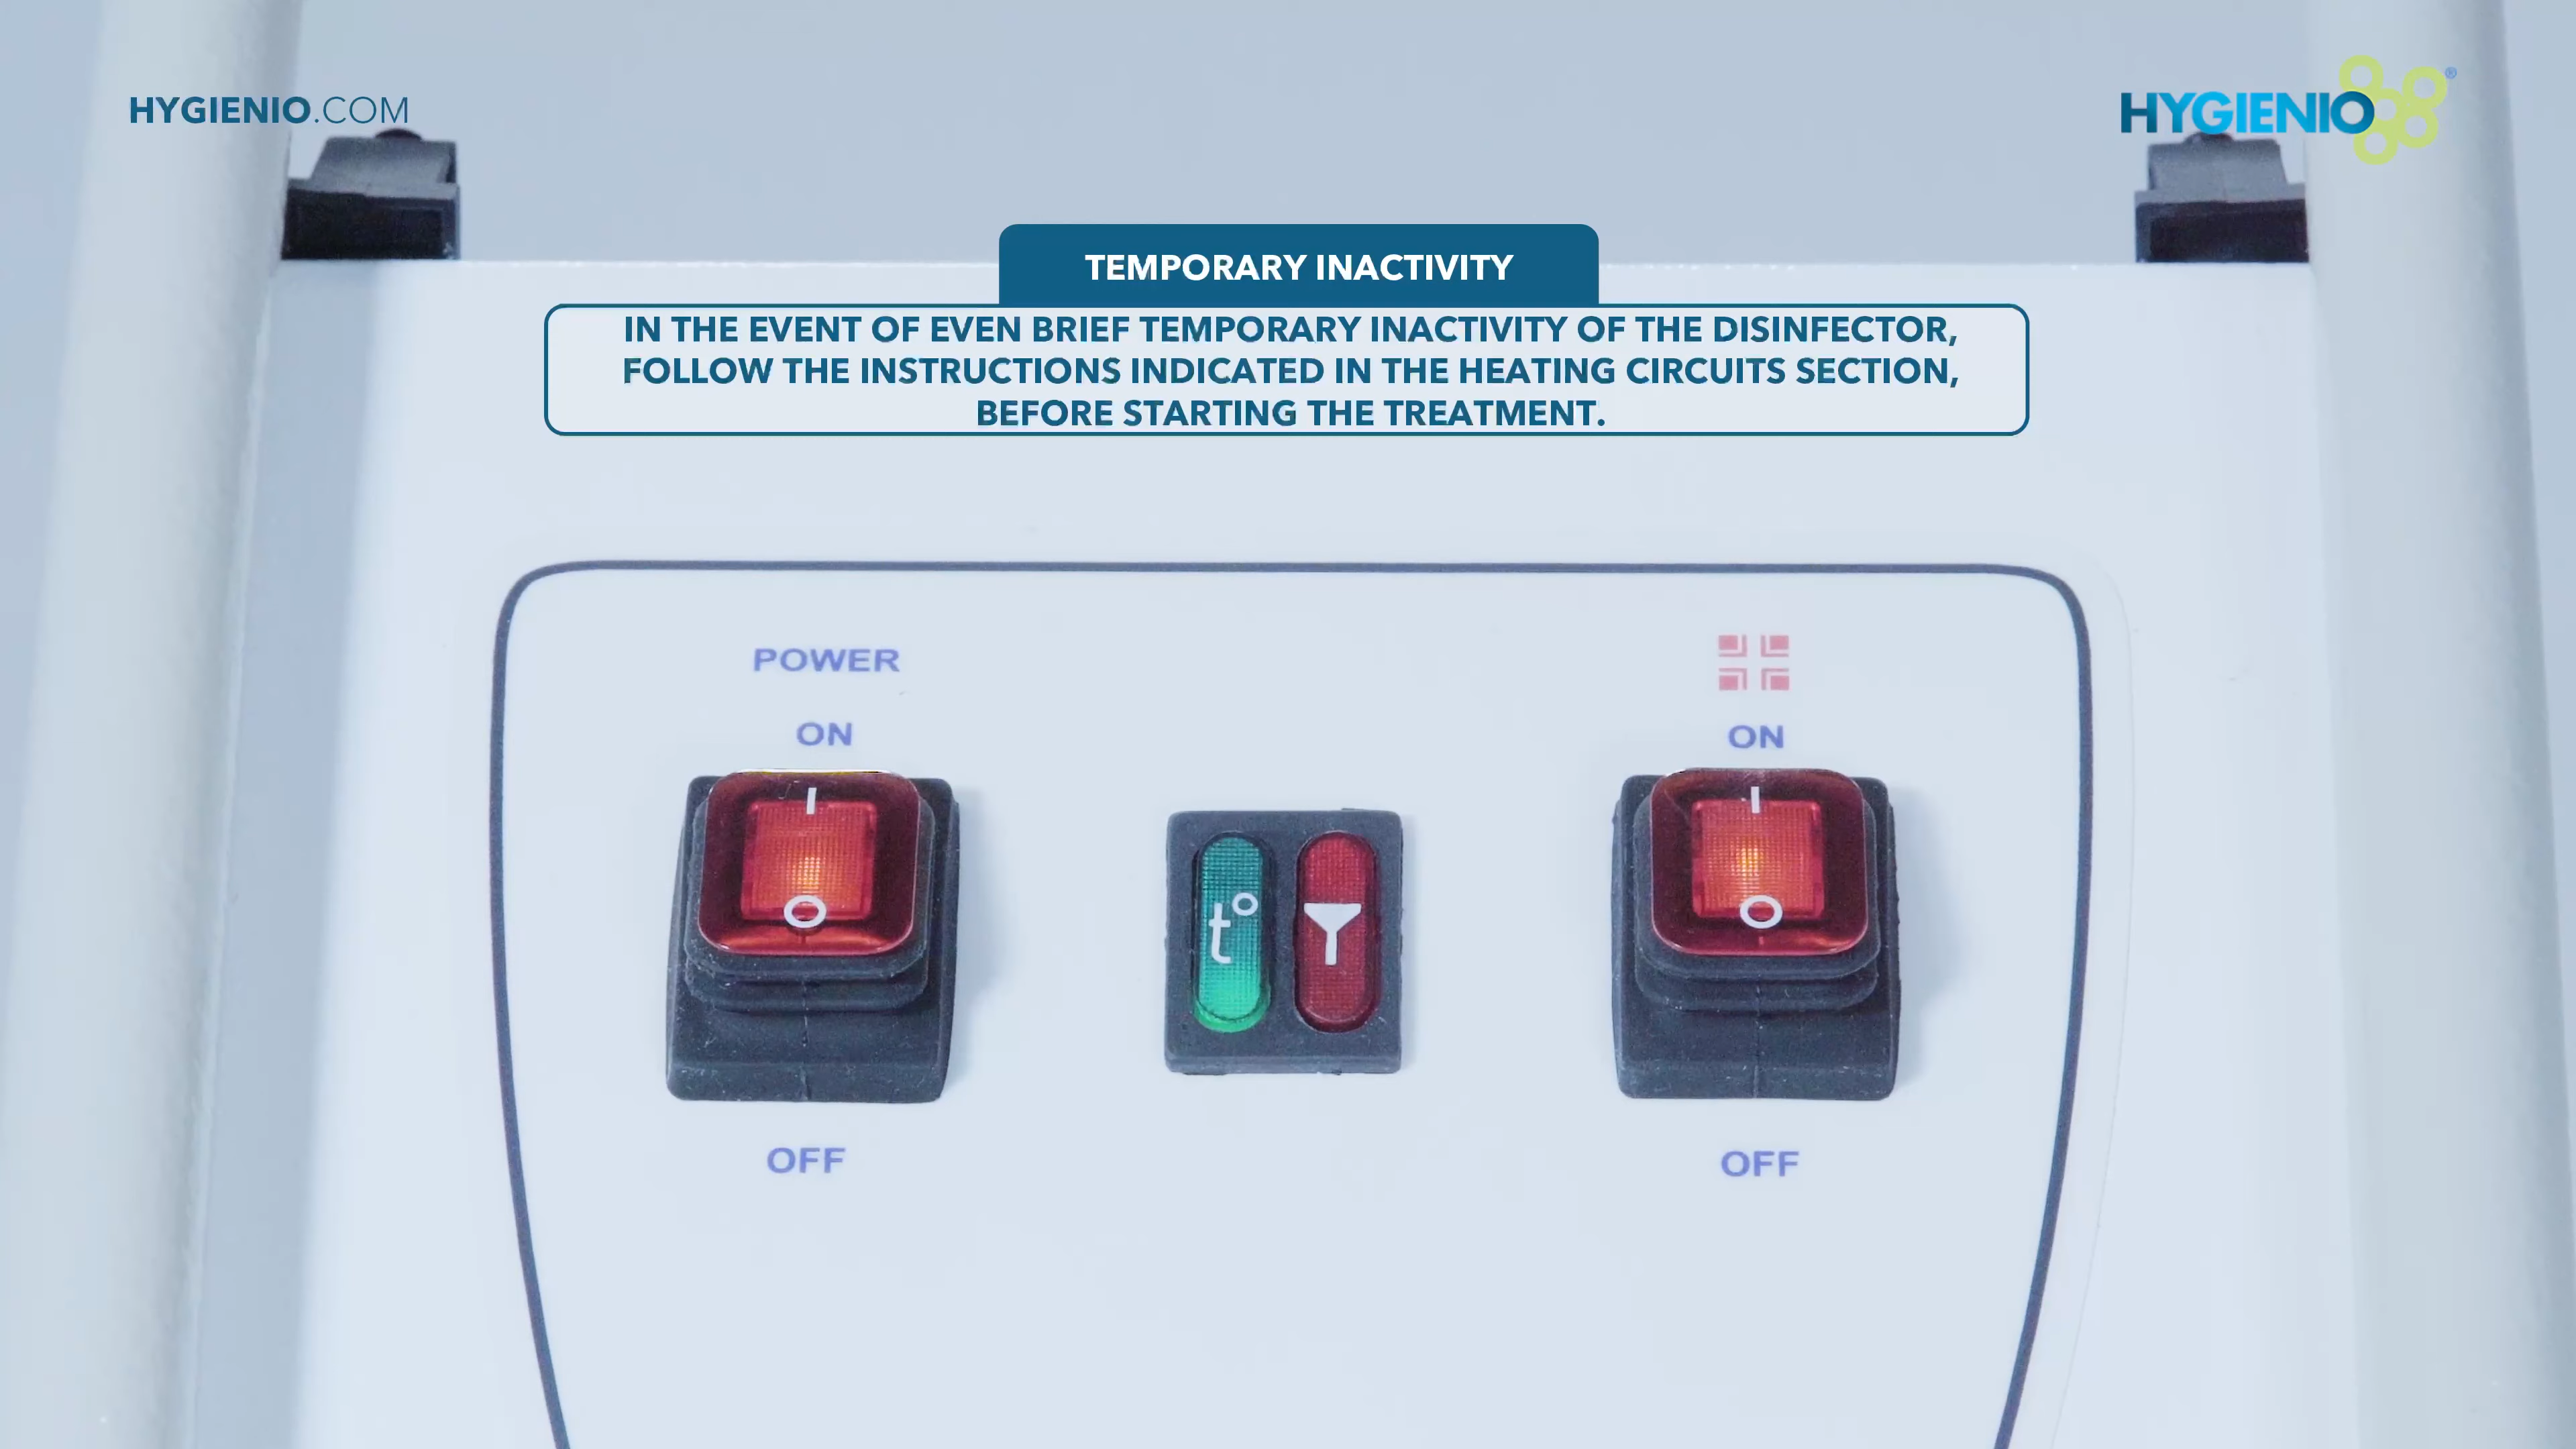 HYGIENIO.COM
HYGIENIO®
TEMPORARY INACTIVITY
IN THE EVENT OF EVEN BRIEF TEMPORARY INACTIVITY OF THE DISINFECTOR,
FOLLOW THE INSTRUCTIONS INDICATED IN THE HEATING CIRCUITS SECTION,
BEFORE STARTING THE TREATMENT.
POWER
ON
ON
I
I
O
t°
O
OFF
OFF